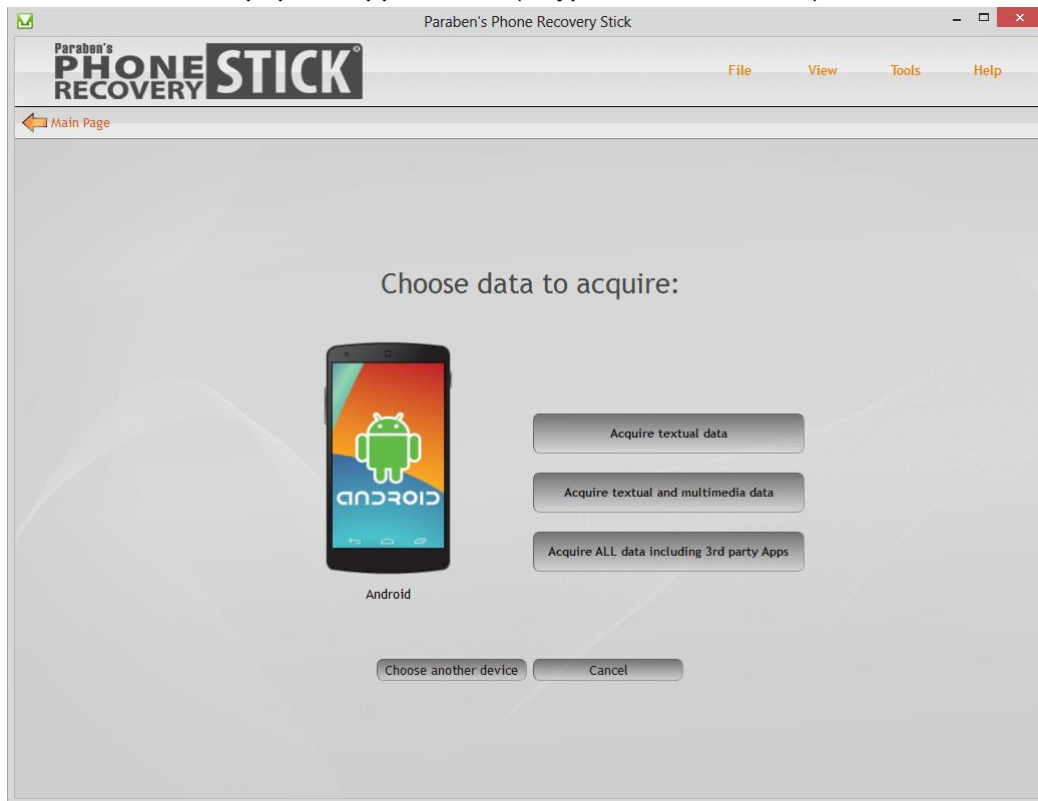 Paraben's Phone Recovery Stick
Paraben's
PHONE
RECOVERY STICK®
File View Tools Help
Main Page
Choose data to acquire:
ANDROID
Acquire textual data
Acquire textual and multimedia data
Acquire ALL data including 3rd party Apps
Android
Choose another device Cancel